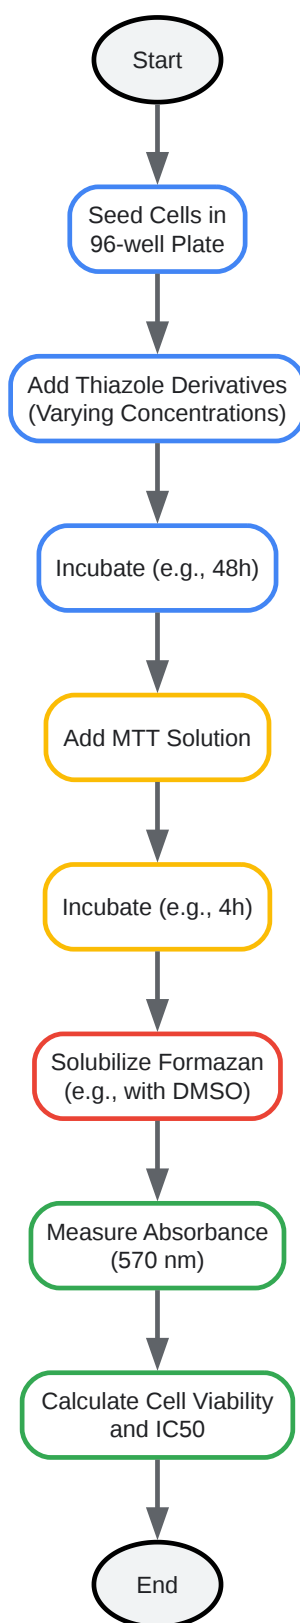 Start
Seed Cells in
96-well Plate
Add Thiazole Derivatives
(Varying Concentrations)
Incubate (e.g., 48h)
Add MTT Solution
Incubate (e.g., 4h)
Solubilize Formazan
(e.g., with DMSO)
Measure Absorbance
(570 nm)
Calculate Cell Viability
and IC50
End